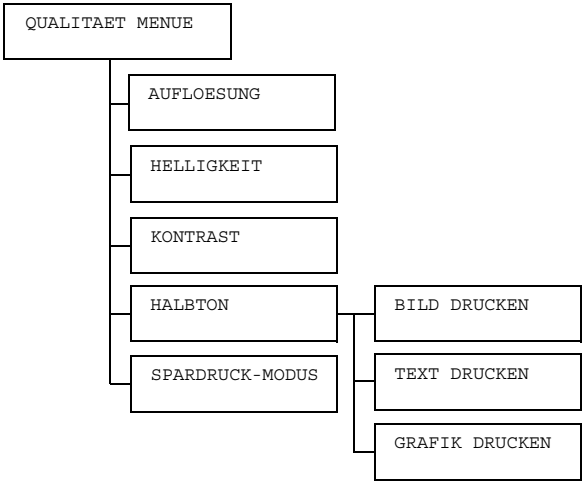 QUALITAET MENUE
AUFLOESUNG
HELLIGKEIT
KONTRAST
HALBTON
BILD DRUCKEN
TEXT DRUCKEN
GRAFIK DRUCKEN
SPARDRUCK-MODUS